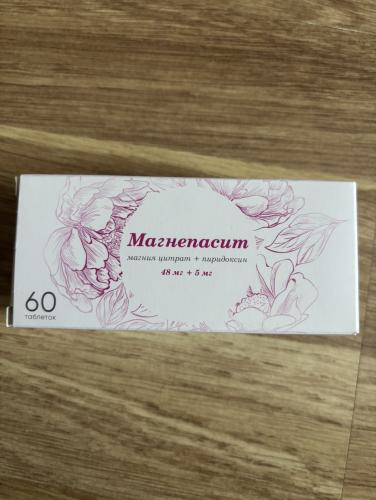 Магнепасит
магния цитрат + пиридоксин
48 мг + 5 мг
60
таблеток